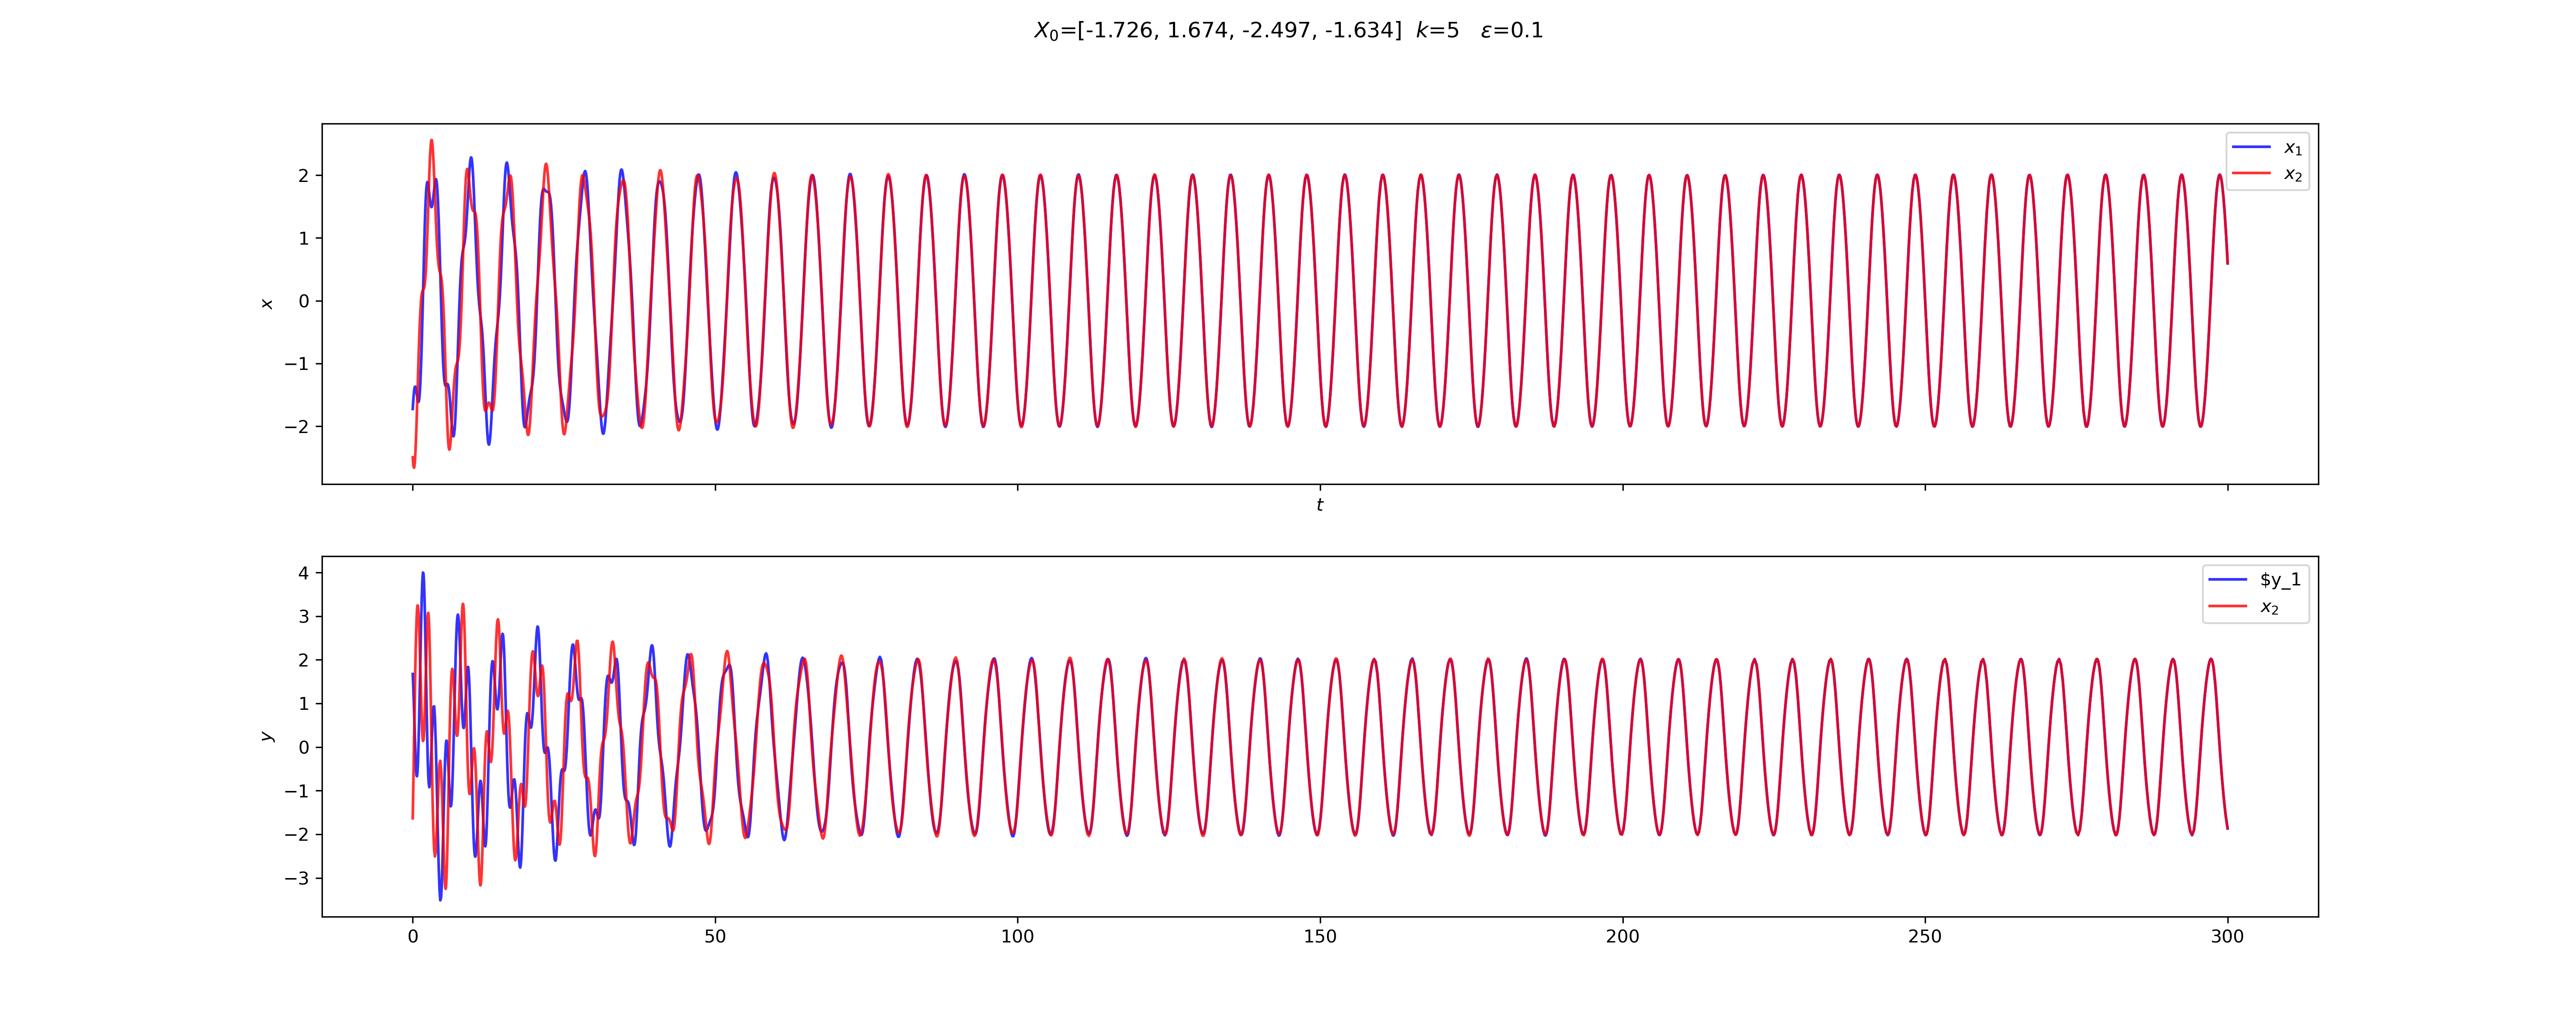 X₀=[-1.726, 1.674, -2.497, -1.634]  k=5   ε=0.1
x₁
x₂
2
1
0
−1
−2
x
t
$y_1
x₂
4
3
2
1
0
−1
−2
−3
y
0 50 100 150 200 250 300